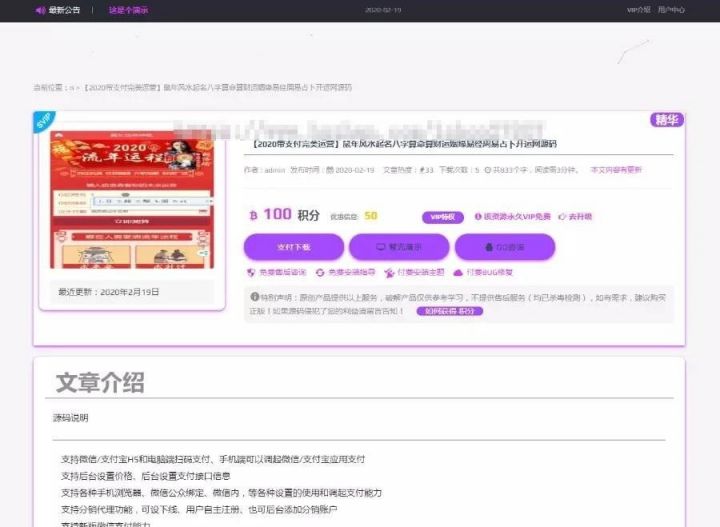 最新公告 | 这是个演示 2020-02-19 VIP介绍 用户中心
当前位置：n > 【2020带支付完美运营】鼠年风水起名八字算命算财运姻缘易经周易占卜开运网源码
SVIP
精华
【2020带支付完美运营】鼠年风水起名八字算命算财运姻缘易经周易占卜开运网源码
作者：admin 发布时间：2020-02-19 文章热度：33 下载次数：5 共833个字，阅读需3分钟。 本文内容有更新
2020
流年运程
100 积分 优惠信息: 50 VIP特权 该资源永久VIP免费 去升级
支付下载 暂无演示 QQ咨询
免费售后咨询 免费安装指导 付费安装主题 付费BUG修复
最近更新：2020年2月19日
特别声明：原创产品提供以上服务，破解产品仅供参考学习，不提供售后服务（均已杀毒检测），如有需求，建议购买
正版！如果源码侵犯了您的利益请留言告知！ 如何获得 积分
文章介绍
源码说明
支持微信/支付宝H5和电脑端扫码支付、手机端可以调起微信/支付宝应用支付
支持后台设置价格、后台设置支付接口信息
支持各种手机浏览器、微信公众绑定、微信内，等各种设置的使用和调起支付能力
支持分销代理功能，可设下线、用户自主注册、也可后台添加分销账户
支持新版微信支付能力